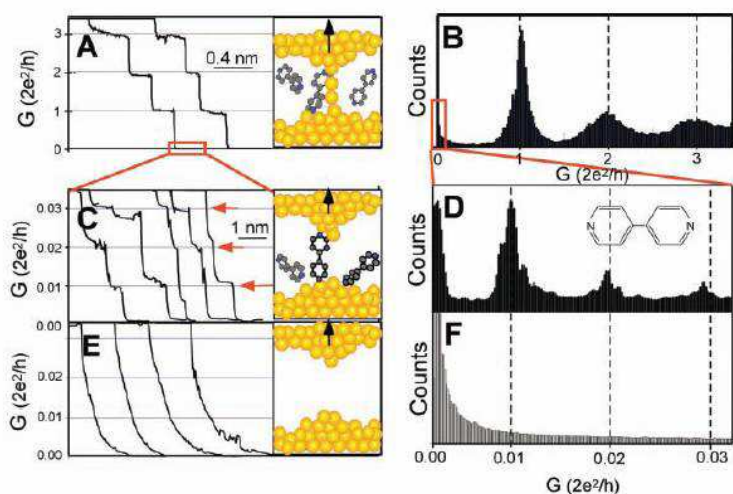 A
G (2e²/h)
3
2
1
0
0.4 nm
B
Counts
0
1
2
3
G (2e²/h)
C
G (2e²/h)
0.03
0.02
0.01
1 nm
D
Counts
N
N
E
G (2e²/h)
0.00
0.02
0.01
0.00
F
Counts
0.00
0.01
0.02
0.03
G (2e²/h)